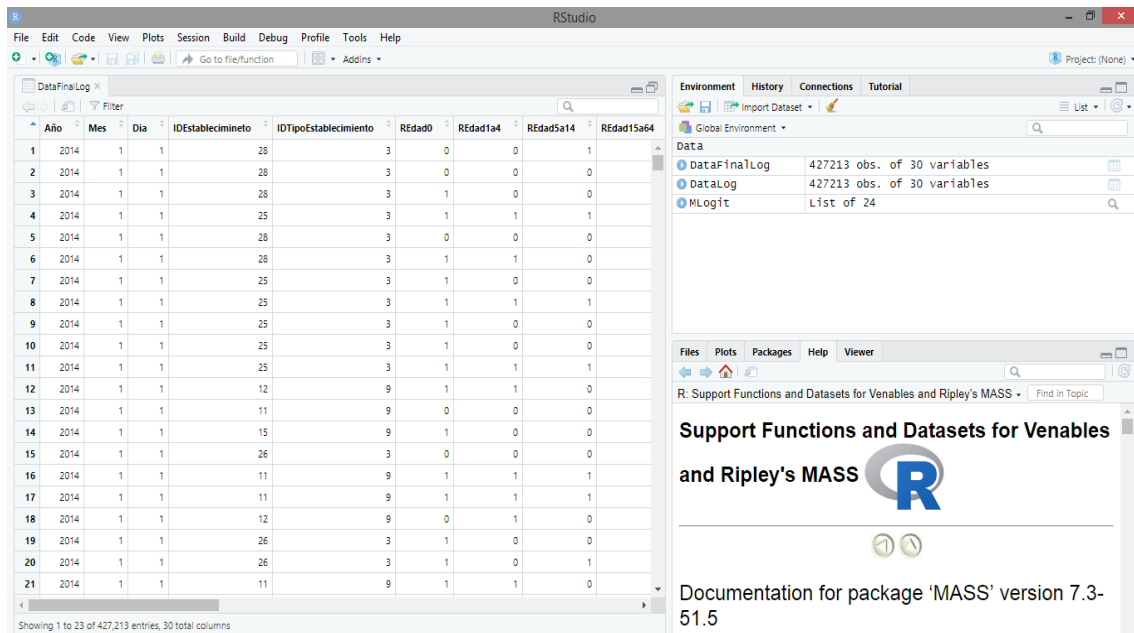 RStudio
File Edit Code View Plots Session Build Debug Profile Tools Help
Go to file/function Addins Project: (None)
DataFinalLog
Filter
Año Mes Dia IDEstablecimineto IDTipoEstablecimiento REdad0 REdad1a4 REdad5a14 REdad15a64
1 2014 1 1 28 3 0 0 1
2 2014 1 1 28 3 0 0 0
3 2014 1 1 28 3 1 0 0
4 2014 1 1 25 3 1 1 1
5 2014 1 1 28 3 0 0 0
6 2014 1 1 28 3 1 1 0
7 2014 1 1 25 3 1 0 0
8 2014 1 1 25 3 1 1 1
9 2014 1 1 25 3 1 0 0
10 2014 1 1 25 3 1 0 0
11 2014 1 1 25 3 1 1 1
12 2014 1 1 12 9 1 1 0
13 2014 1 1 11 9 0 0 0
14 2014 1 1 15 9 1 0 0
15 2014 1 1 26 3 0 0 0
16 2014 1 1 11 9 1 1 1
17 2014 1 1 11 9 1 1 1
18 2014 1 1 12 9 0 1 0
19 2014 1 1 26 3 1 0 0
20 2014 1 1 26 3 1 0 1
21 2014 1 1 11 9 1 1 0
Showing 1 to 23 of 427,213 entries, 30 total columns
Environment History Connections Tutorial
Import Dataset List
Global Environment
Data
DataFinalLog 427213 obs. of 30 variables
DataLog 427213 obs. of 30 variables
MLogit List of 24
Files Plots Packages Help Viewer
R: Support Functions and Datasets for Venables and Ripley's MASS Find in Topic
Support Functions and Datasets for Venables
and Ripley's MASS R
Documentation for package ‘MASS’ version 7.3-
51.5